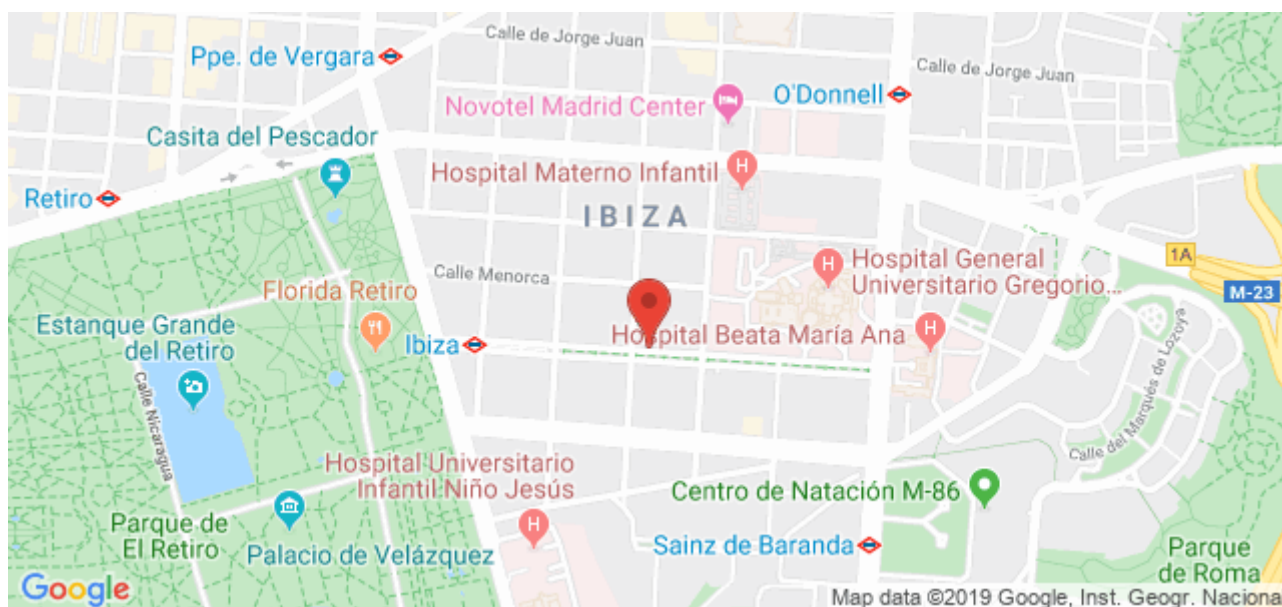 Calle de Jorge Juan
Ppe. de Vergara
Calle de Jorge Juan
O'Donnell
Novotel Madrid Center
Casita del Pescador
Hospital Materno Infantil
Retiro
IBIZA
1A
Calle Menorca
Hospital General
Universitario Gregorio...
Florida Retiro
M-23
Estanque Grande
del Retiro
Ibiza
Hospital Beata María Ana
Calle Nicaragua
Calle del Marqués de Lozoya
Hospital Universitario
Infantil Niño Jesús
Centro de Natación M-86
Parque de
El Retiro
Palacio de Velázquez
Sainz de Baranda
Parque
de Roma
Google
Map data ©2019 Google, Inst. Geogr. Naciona
H
H
H
H